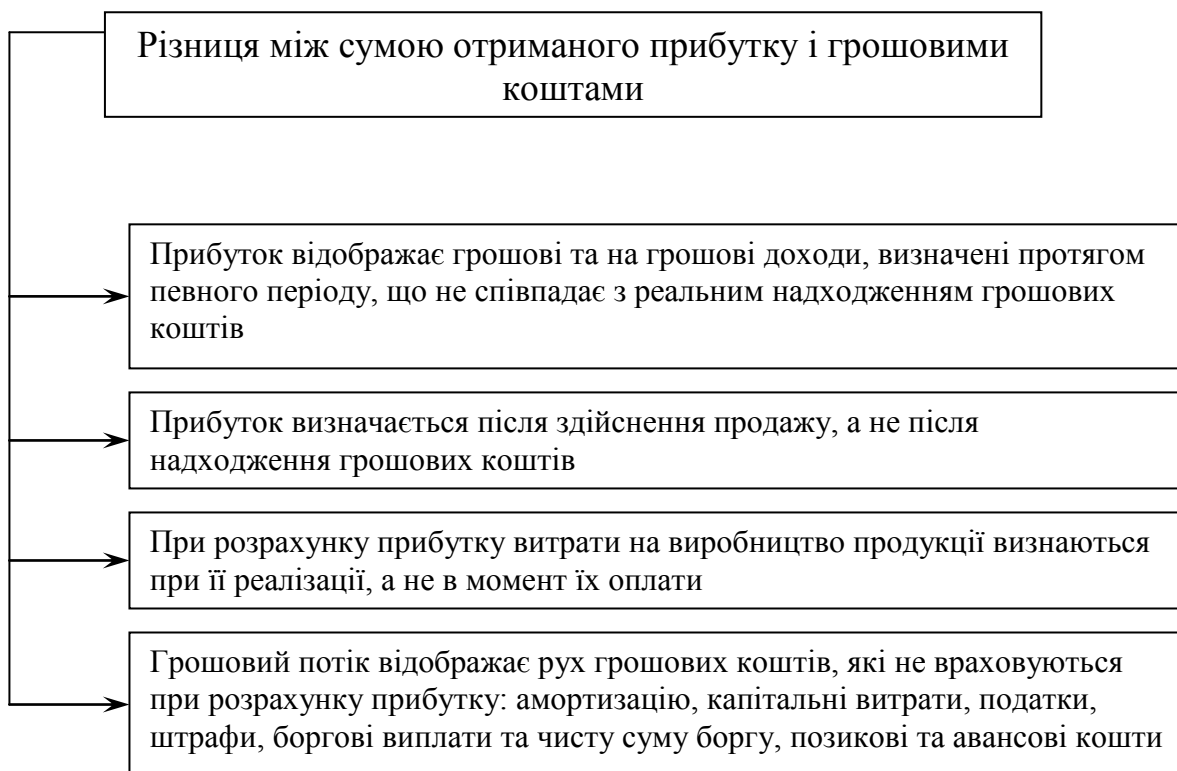 Різниця між сумою отриманого прибутку і грошовими
коштами
Прибуток відображає грошові та на грошові доходи, визначені протягом
певного періоду, що не співпадає з реальним надходженням грошових
коштів
Прибуток визначається після здійснення продажу, а не після
надходження грошових коштів
При розрахунку прибутку витрати на виробництво продукції визнаються
при її реалізації, а не в момент їх оплати
Грошовий потік відображає рух грошових коштів, які не враховуються
при розрахунку прибутку: амортизацію, капітальні витрати, податки,
штрафи, боргові виплати та чисту суму боргу, позикові та авансові кошти